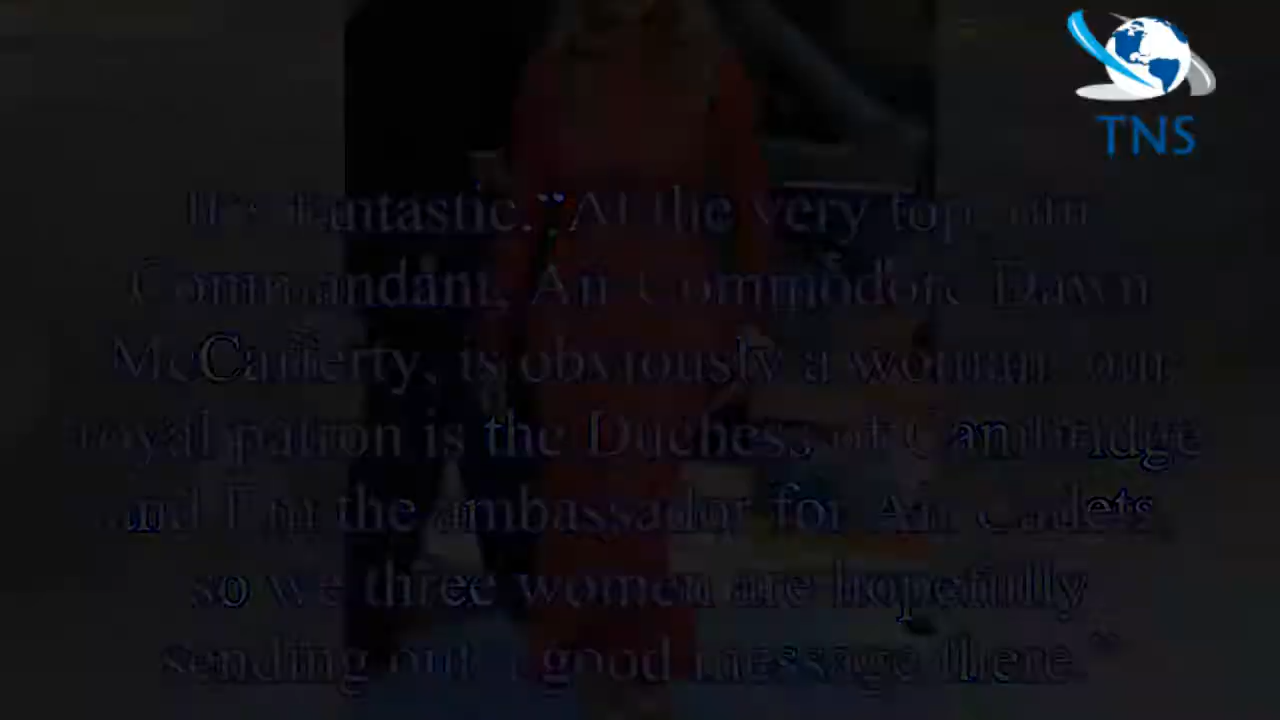 TNS
It's fantastic. "At the very top, our
Commandant, Air Commodore Dawn
McCafferty, is obviously a woman, our
royal patron is the Duchess of Cambridge
and I'm the ambassador for Air Cadets,
so we three women are hopefully
sending out a good message there."